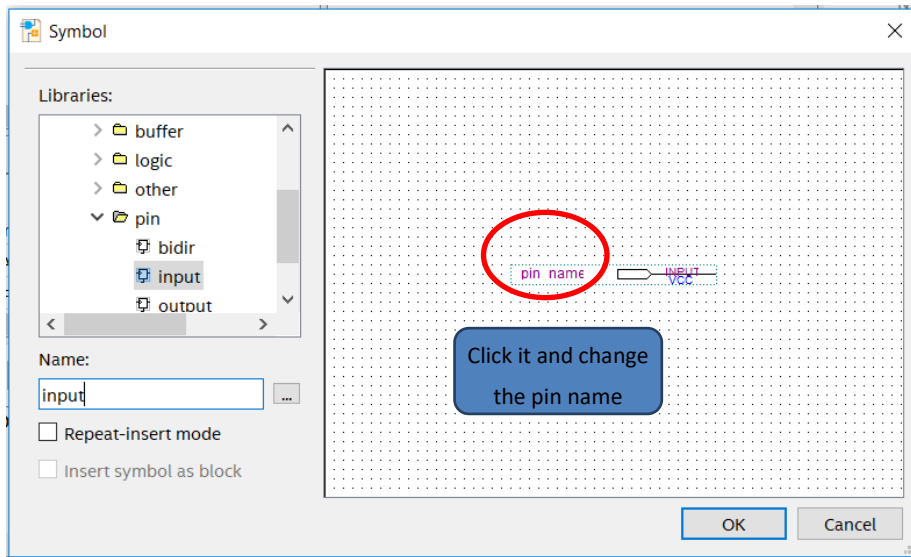 Symbol
Libraries:
buffer
logic
other
pin
bidir
input
output
Name:
input
...
Repeat-insert mode
Insert symbol as block
pin_name
INPUT
VCC
Click it and change
the pin name
OK
Cancel